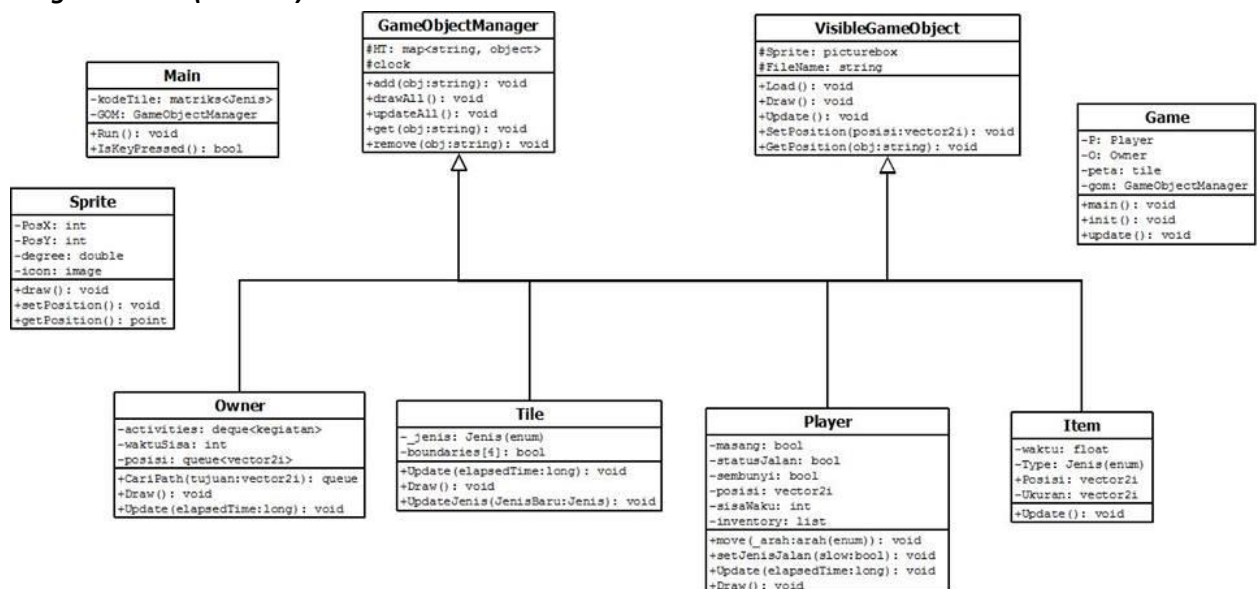 GameObjectManager
#HT: map<string, object>
#clock
+add(obj:string): void
+drawAll(): void
+updateAll(): void
+get(obj:string): void
+remove(obj:string): void
VisibleGameObject
#Sprite: picturebox
#FileName: string
+Load(): void
+Draw(): void
+Update(): void
+SetPosition(posisi:vector2i): void
+GetPosition(obj:string): void
Main
-kodeTile: matriks<Jenis>
-GOM: GameObjectManager
+Run(): void
+IsKeyPressed(): bool
Game
-P: Player
-O: Owner
-peta: tile
-gom: GameObjectManager
+main(): void
+init(): void
+update(): void
Sprite
-PosX: int
-PosY: int
-degree: double
-icon: image
+draw(): void
+setPosition(): void
+getPosition(): point
Owner
-activities: deque<kegiatan>
-waktuSisa: int
-posisi: queue<vector2i>
+CariPath(tujuan:vector2i): queue
+Draw(): void
+Update(elapsedTime:long): void
Tile
-_jenis: Jenis(enum)
-boundaries[4]: bool
+Update(elapsedTime:long): void
+Draw(): void
+UpdateJenis(JenisBaru:Jenis): void
Player
-masang: bool
-statusJalan: bool
-sembunyi: bool
-posisi: vector2i
-sisaWaku: int
-inventory: list
+move(_arah:arah(enum)): void
+setJenisJalan(slow:bool): void
+Update(elapsedTime:long): void
+Draw(): void
Item
-waktu: float
-Type: Jenis(enum)
+Posisi: vector2i
-Ukuran: vector2i
+Update(): void